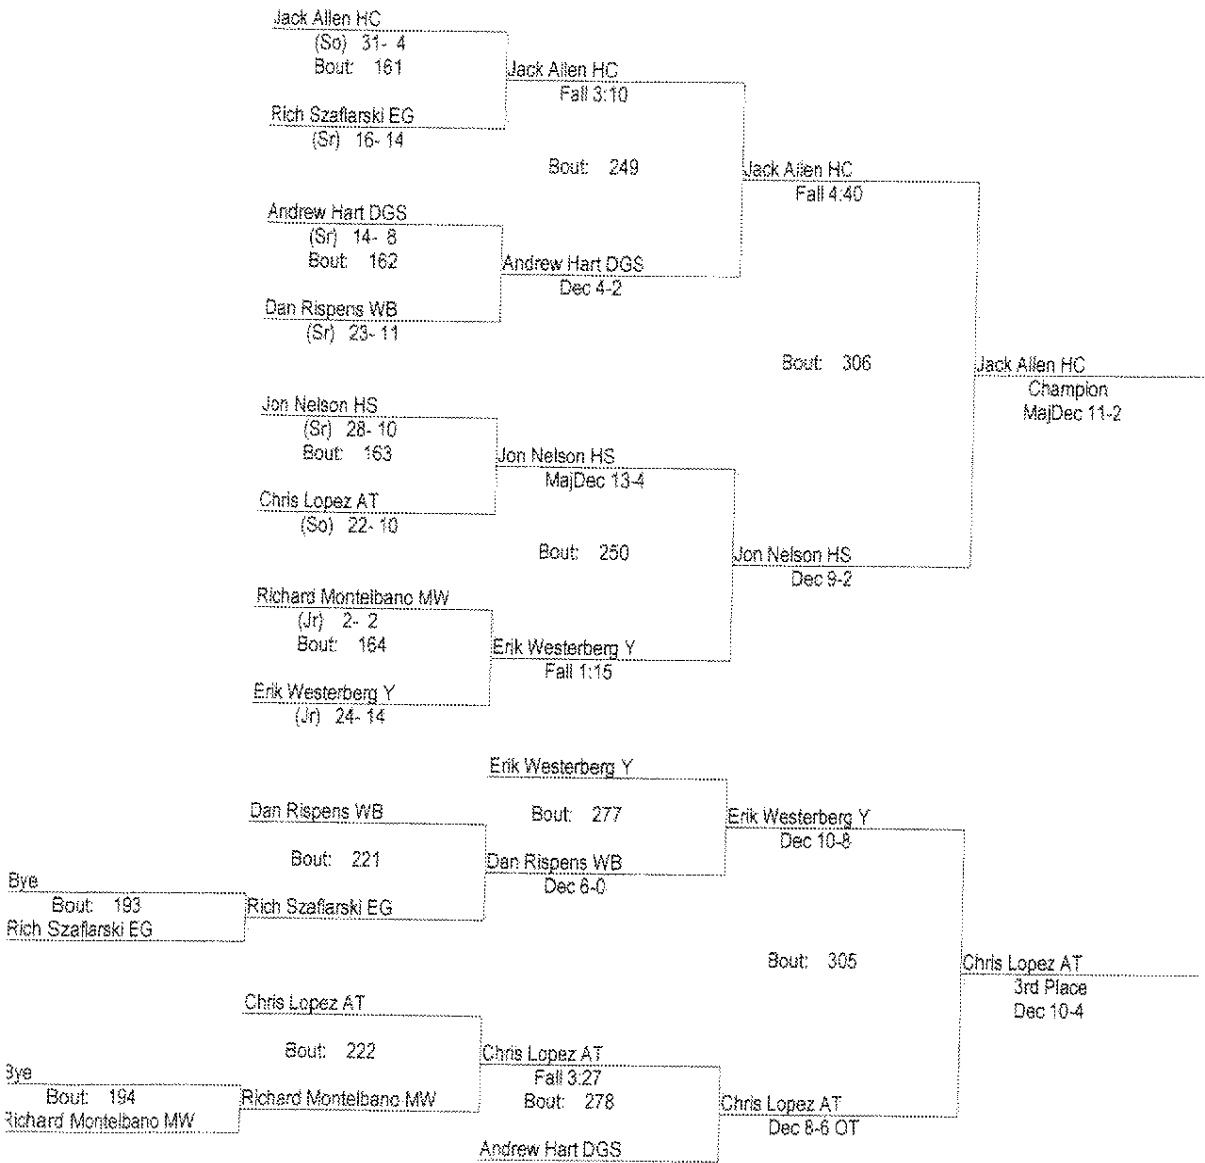 Jack Allen HC
(So) 31- 4
Bout: 161
Jack Allen HC
Fall 3:10
Rich Szaflarski EG
(Sr) 16- 14
Bout: 249
Jack Allen HC
Fall 4:40
Andrew Hart DGS
(Sr) 14- 8
Bout: 162
Andrew Hart DGS
Dec 4-2
Dan Rispens WB
(Sr) 23- 11
Bout: 306
Jack Allen HC
Champion
MajDec 11-2
Jon Nelson HS
(Sr) 28- 10
Bout: 163
Jon Nelson HS
MajDec 13-4
Chris Lopez AT
(So) 22- 10
Bout: 250
Jon Nelson HS
Dec 9-2
Richard Montelbano MW
(Jr) 2- 2
Bout: 164
Erik Westerberg Y
Fall 1:15
Erik Westerberg Y
(Jr) 24- 14
Erik Westerberg Y
Bout: 277
Erik Westerberg Y
Dec 10-8
Dan Rispens WB
Bout: 221
Dan Rispens WB
Dec 6-0
Bye
Bout: 193
Rich Szaflarski EG
Rich Szaflarski EG
Bout: 305
Chris Lopez AT
3rd Place
Dec 10-4
Chris Lopez AT
Bout: 222
Chris Lopez AT
Fall 3:27
Bye
Bout: 194
Richard Montelbano MW
Richard Montelbano MW
Bout: 278
Chris Lopez AT
Dec 8-6 OT
Andrew Hart DGS